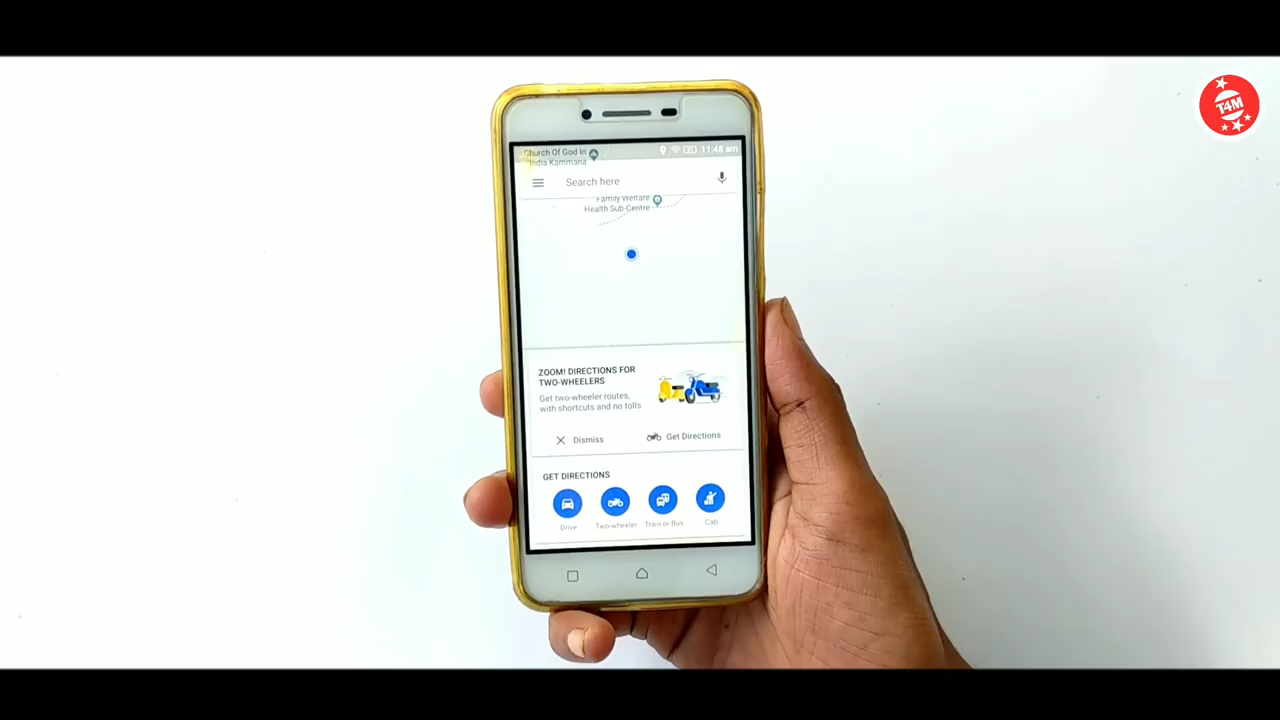 T4M
Church Of God In
India Kammana
11:48 am
Search here
Family Welfare
Health Sub-Centre
ZOOM! DIRECTIONS FOR
TWO-WHEELERS
Get two-wheeler routes,
with shortcuts and no tolls
Dismiss
Get Directions
GET DIRECTIONS
Drive
Two-wheeler
Train or Bus
Cab